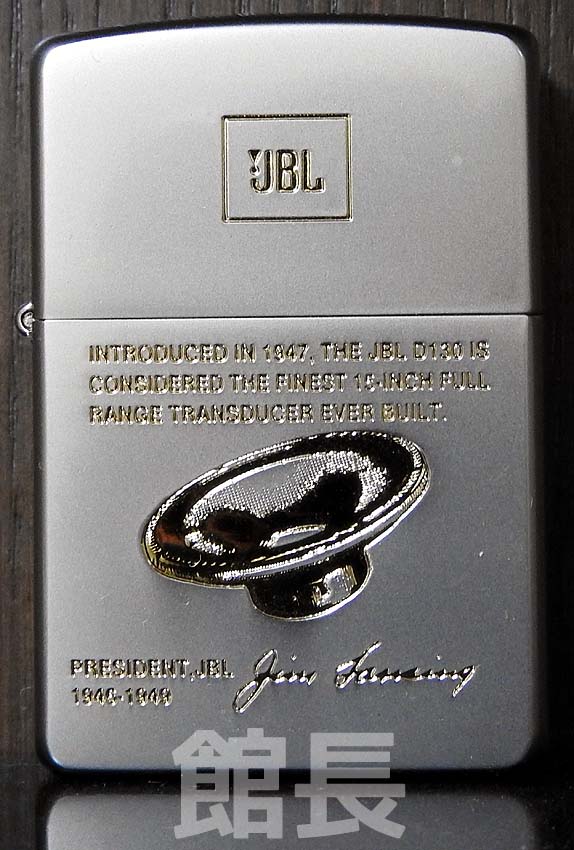 JBL
INTRODUCED IN 1947, THE JBL D130 IS
CONSIDERED THE FINEST 15-INCH FULL
RANGE TRANSDUCER EVER BUILT.
PRESIDENT, JBL Jim Lansing
1946-1949
館長